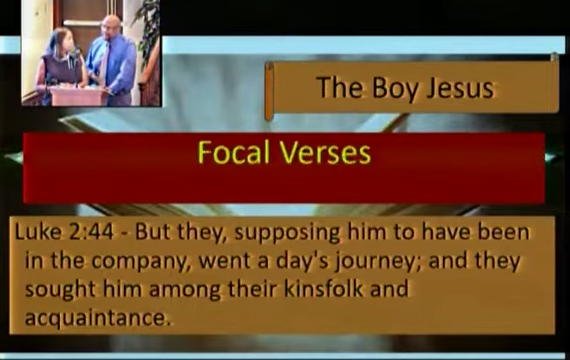 The Boy Jesus
Focal Verses
Luke 2:44 - But they, supposing him to have been
in the company, went a day's journey; and they
sought him among their kinsfolk and
acquaintance.